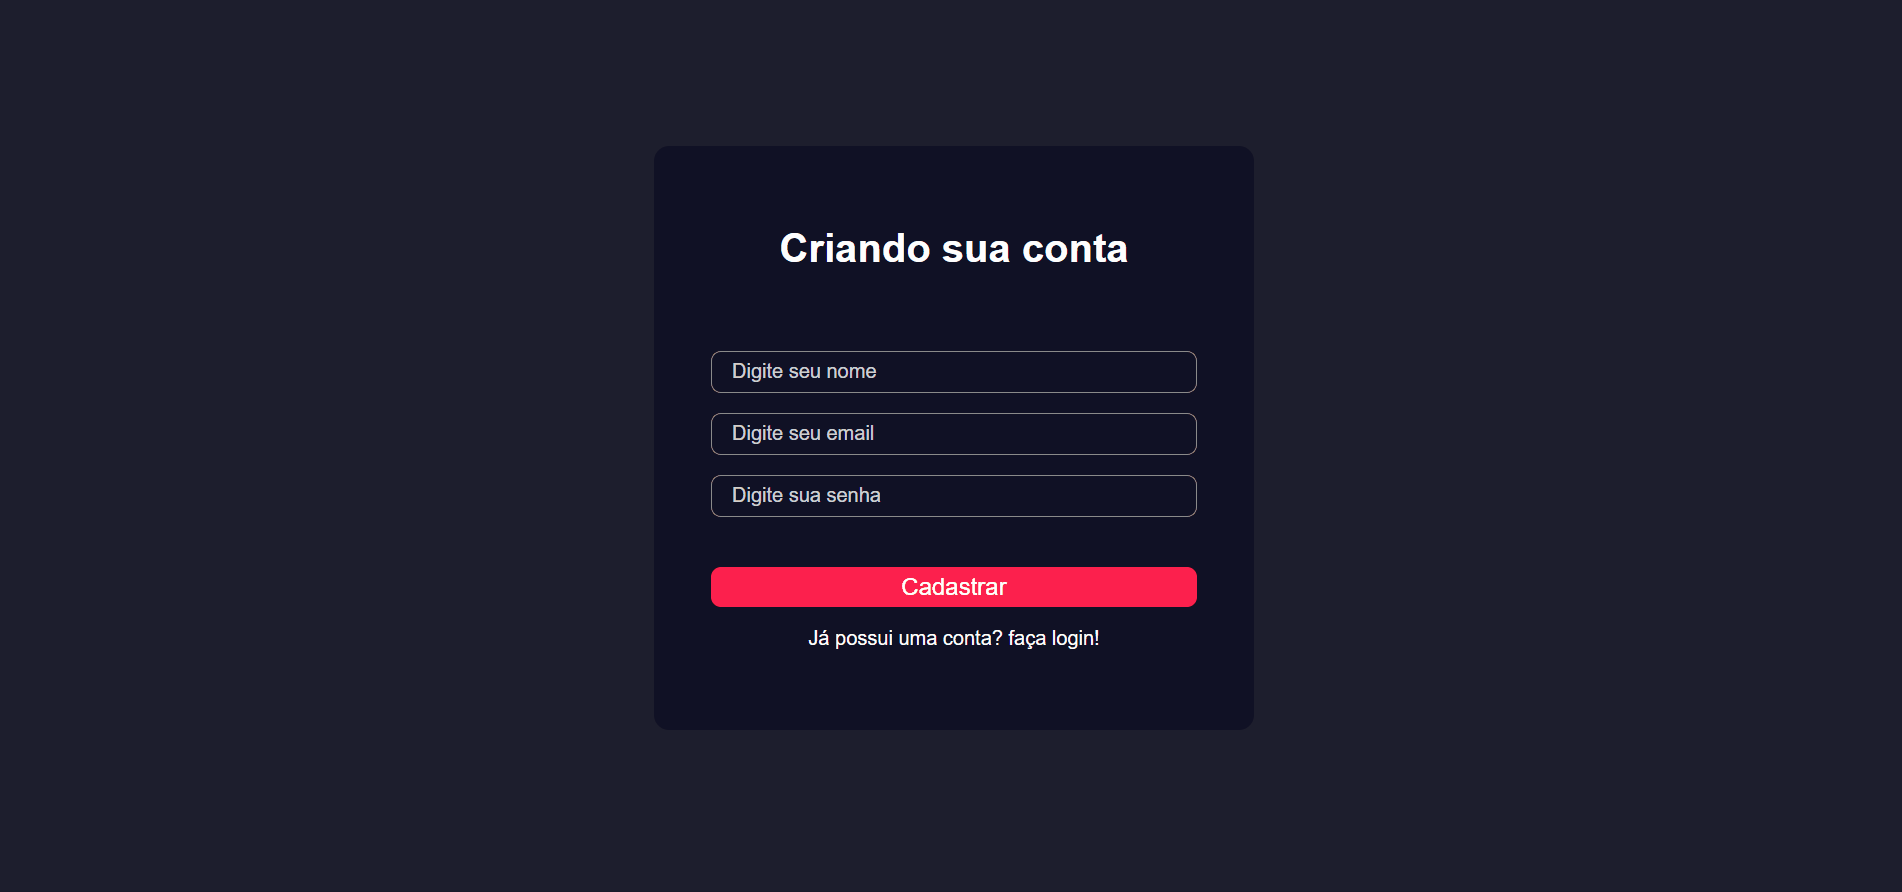 Criando sua conta
Digite seu nome
Digite seu email
Digite sua senha
Cadastrar
Já possui uma conta? faça login!